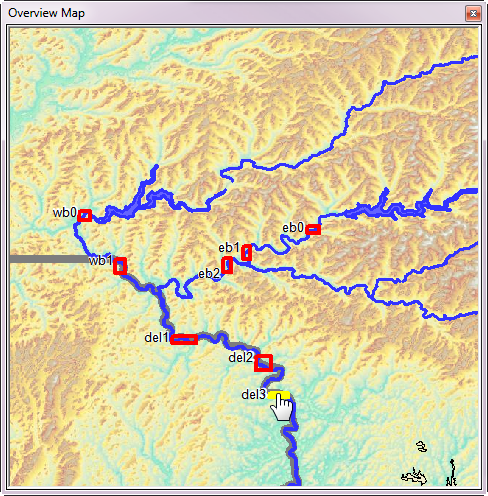 Overview Map
wb0
eb0
eb1
wb1
eb2
del1
del2
del3